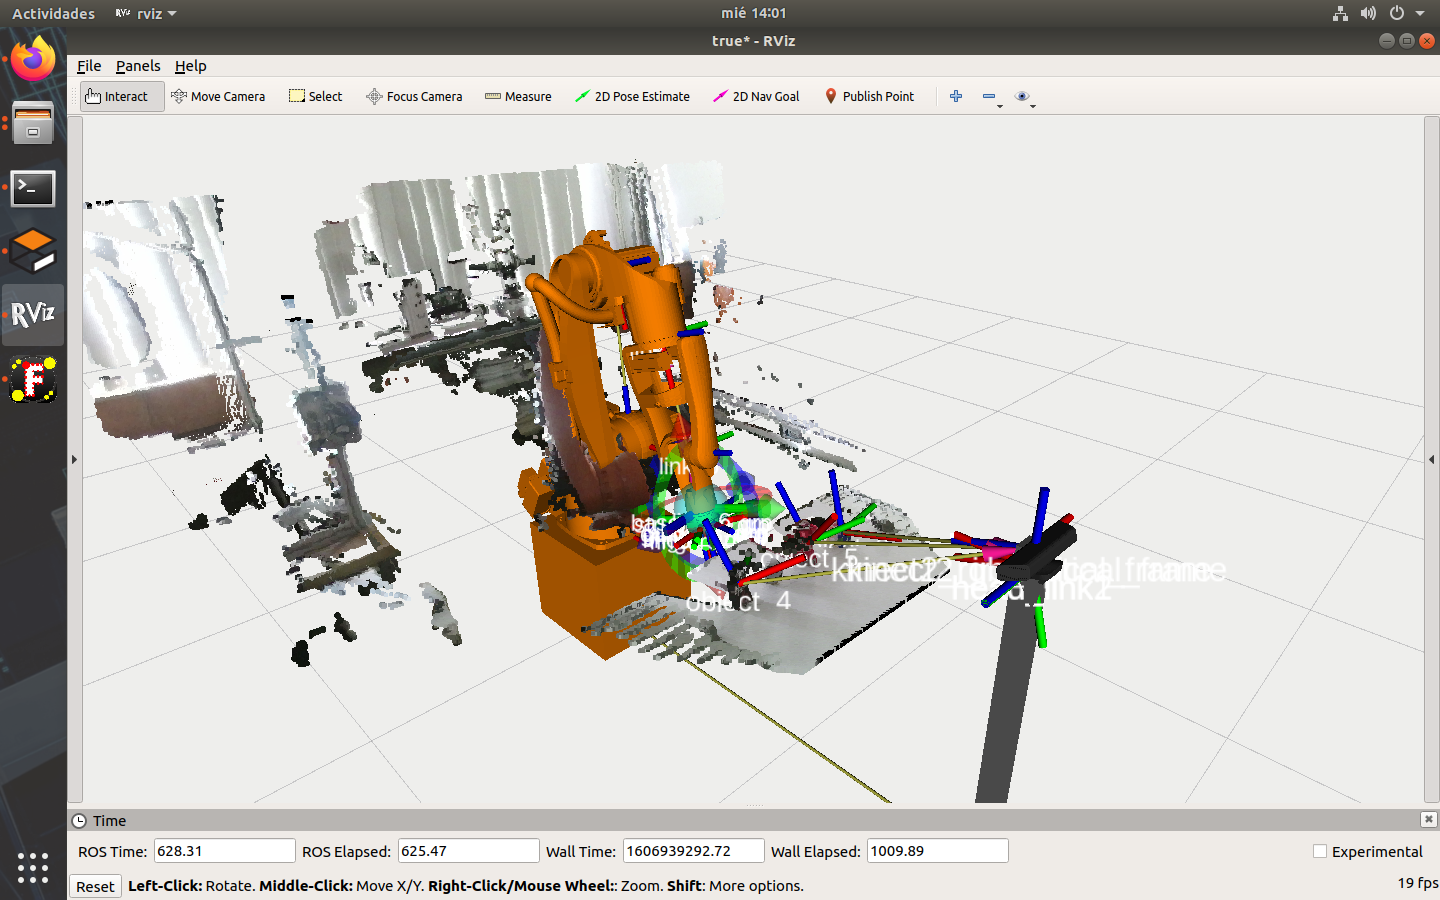 Actividades
RViz rviz
mié 14:01
true* - RViz
File Panels Help
Interact Move Camera Select Focus Camera Measure 2D Pose Estimate 2D Nav Goal Publish Point
RViz
F
link
object 5
object 4
head_link2
Time
ROS Time: 628.31 ROS Elapsed: 625.47 Wall Time: 1606939292.72 Wall Elapsed: 1009.89 Experimental
Reset Left-Click: Rotate. Middle-Click: Move X/Y. Right-Click/Mouse Wheel:: Zoom. Shift: More options. 19 fps